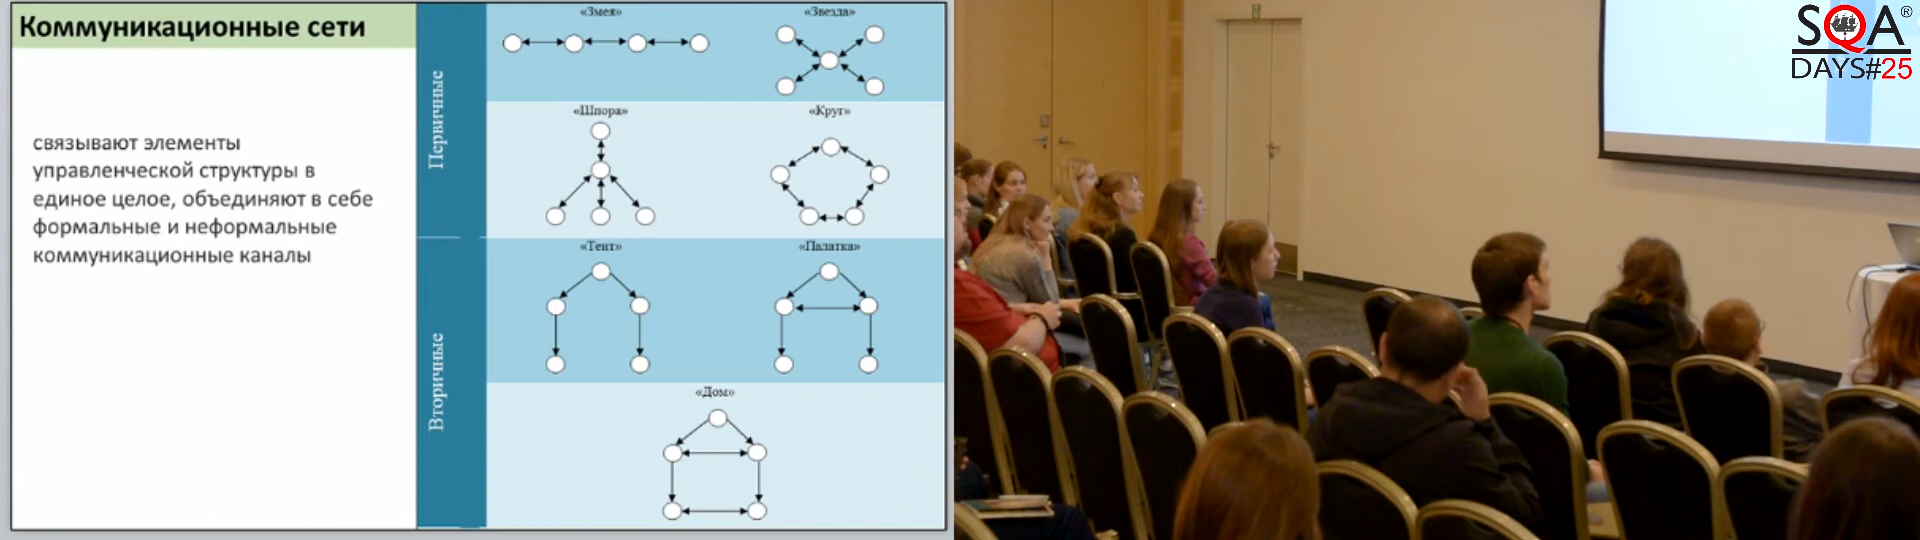 Коммуникационные сети
связывают элементы
управленческой структуры в
единое целое, объединяют в себе
формальные и неформальные
коммуникационные каналы
Первичные
«Змея»
«Звезда»
«Шпора»
«Круг»
Вторичные
«Тент»
«Палатка»
«Дом»
SQA®
DAYS#25